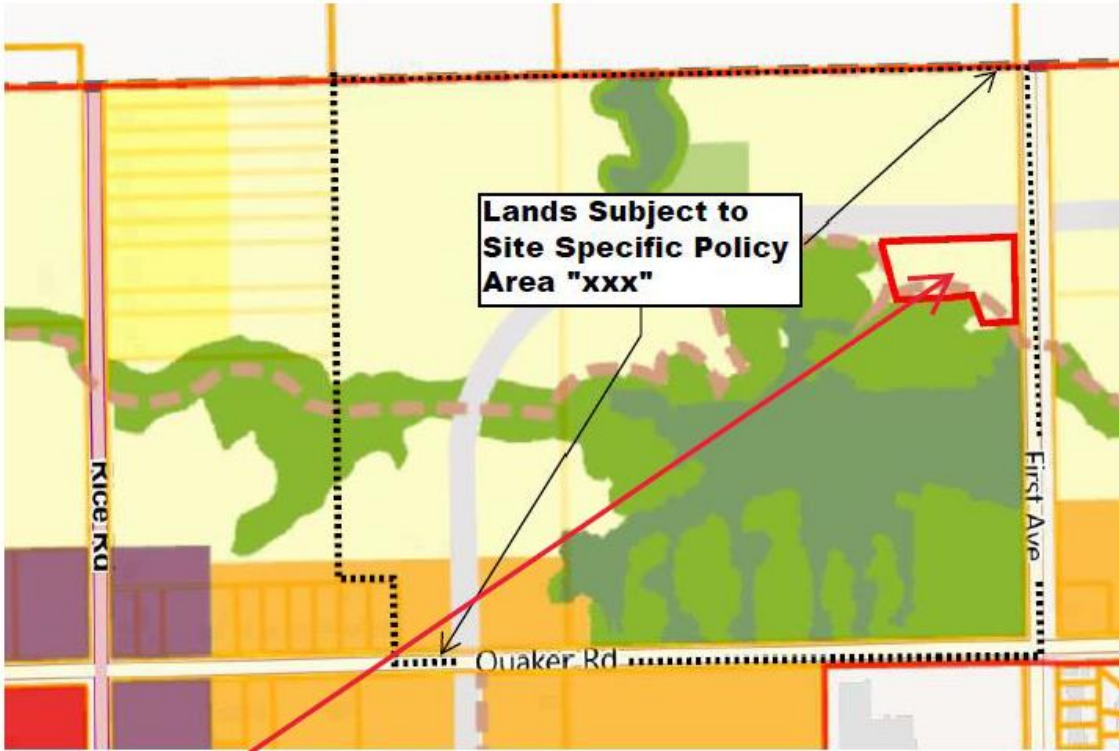 Lands Subject to
Site Specific Policy
Area "xxx"
Rice Rd
First Ave
Quaker Rd